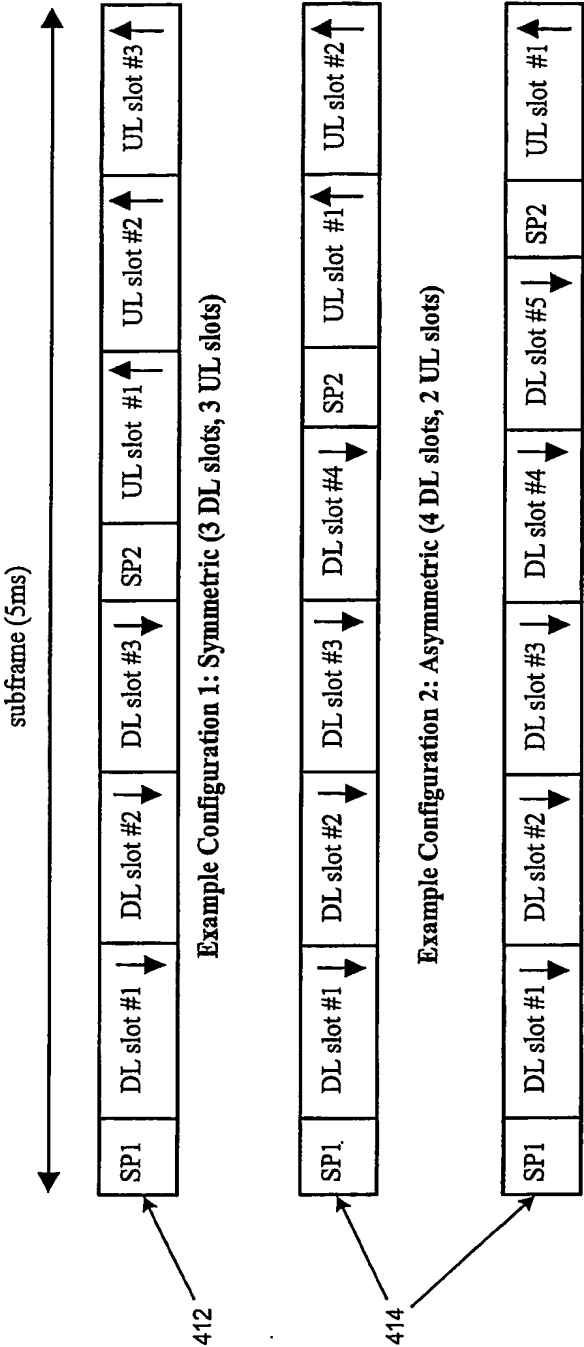 subframe (5ms)
SP1 DL slot #1 DL slot #2 DL slot #3 SP2 UL slot #1 UL slot #2 UL slot #3
412
Example Configuration 1: Symmetric (3 DL slots, 3 UL slots)
SP1. DL slot #1 DL slot #2 DL slot #3 DL slot #4 SP2 UL slot #1 UL slot #2
414
Example Configuration 2: Asymmetric (4 DL slots, 2 UL slots)
SP1 DL slot #1 DL slot #2 DL slot #3 DL slot #4 DL slot #5 SP2 UL slot #1